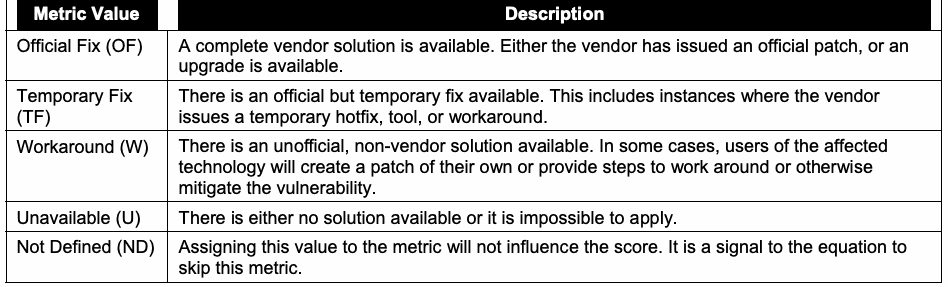 Metric Value Description
Official Fix (OF) A complete vendor solution is available. Either the vendor has issued an official patch, or an
upgrade is available.
Temporary Fix There is an official but temporary fix available. This includes instances where the vendor
(TF) issues a temporary hotfix, tool, or workaround.
Workaround (W) There is an unofficial, non-vendor solution available. In some cases, users of the affected
technology will create a patch of their own or provide steps to work around or otherwise
mitigate the vulnerability.
Unavailable (U) There is either no solution available or it is impossible to apply.
Not Defined (ND) Assigning this value to the metric will not influence the score. It is a signal to the equation to
skip this metric.